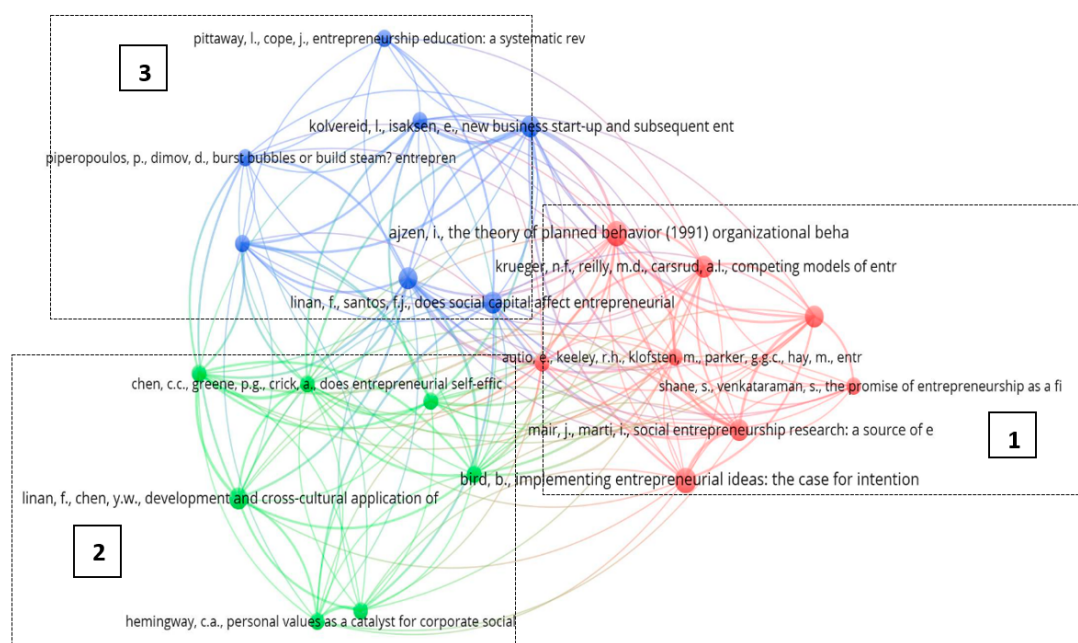 pittaway, l., cope, j., entrepreneurship education: a systematic rev
3
kolvereid, l., isaksen, e., new business start-up and subsequent ent
piperopoulos, p., dimov, d., burst bubbles or build steam? entrepren
ajzen, i., the theory of planned behavior (1991) organizational beha
krueger, n.f., reilly, m.d., carsrud, a.l., competing models of entr
linan, f., santos, f.j., does social capital affect entrepreneurial
autio, e., keeley, r.h., klofsten, m., parker, g.g.c., hay, m., entr
chen, c.c., greene, p.g., crick, a., does entrepreneurial self-effic
shane, s., venkataraman, s., the promise of entrepreneurship as a fi
mair, j., marti, i., social entrepreneurship research: a source of e
1
bird, b., implementing entrepreneurial ideas: the case for intention
linan, f., chen, y.w., development and cross-cultural application of
2
hemingway, c.a., personal values as a catalyst for corporate social